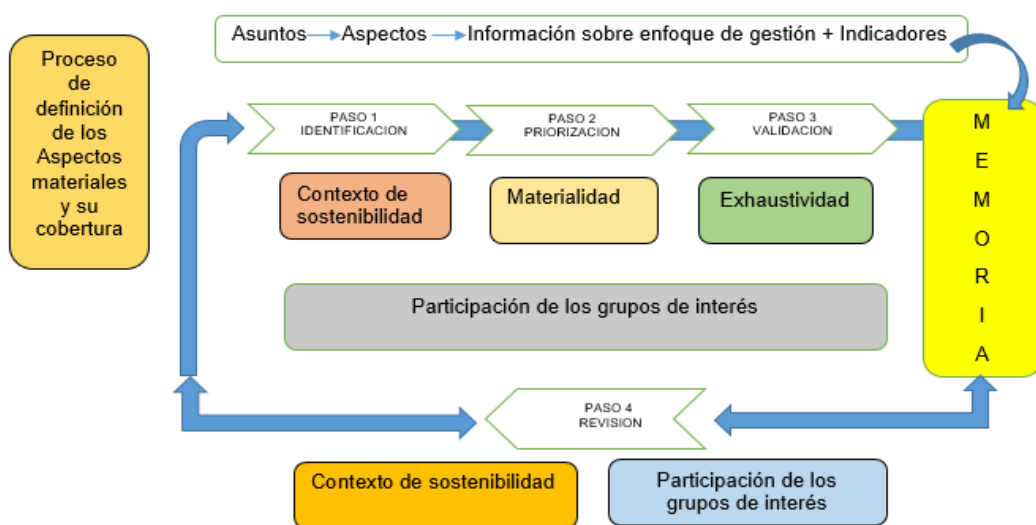 Asuntos Aspectos Información sobre enfoque de gestión + Indicadores
Proceso
de
definición
de los
Aspectos
materiales
y su
cobertura
PASO 1
IDENTIFICACION
PASO 2
PRIORIZACION
PASO 3
VALIDACION
M
E
M
O
R
I
A
Contexto de
sostenibilidad
Materialidad
Exhaustividad
Participación de los grupos de interés
PASO 4
REVISION
Contexto de sostenibilidad
Participación de los
grupos de interés